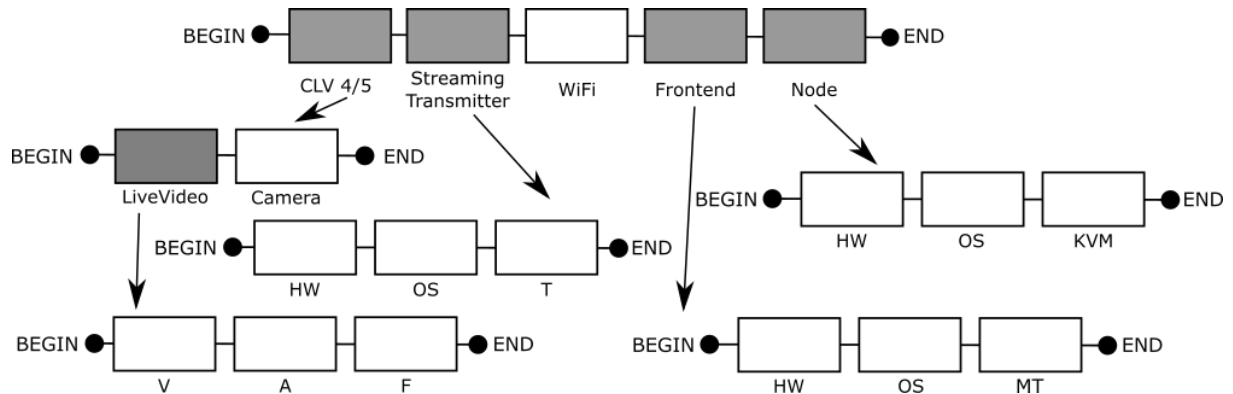 BEGIN END
CLV 4/5 Streaming Transmitter WiFi Frontend Node
BEGIN END
LiveVideo Camera
BEGIN END
HW OS KVM
BEGIN END
HW OS T
BEGIN END
V A F
BEGIN END
HW OS MT